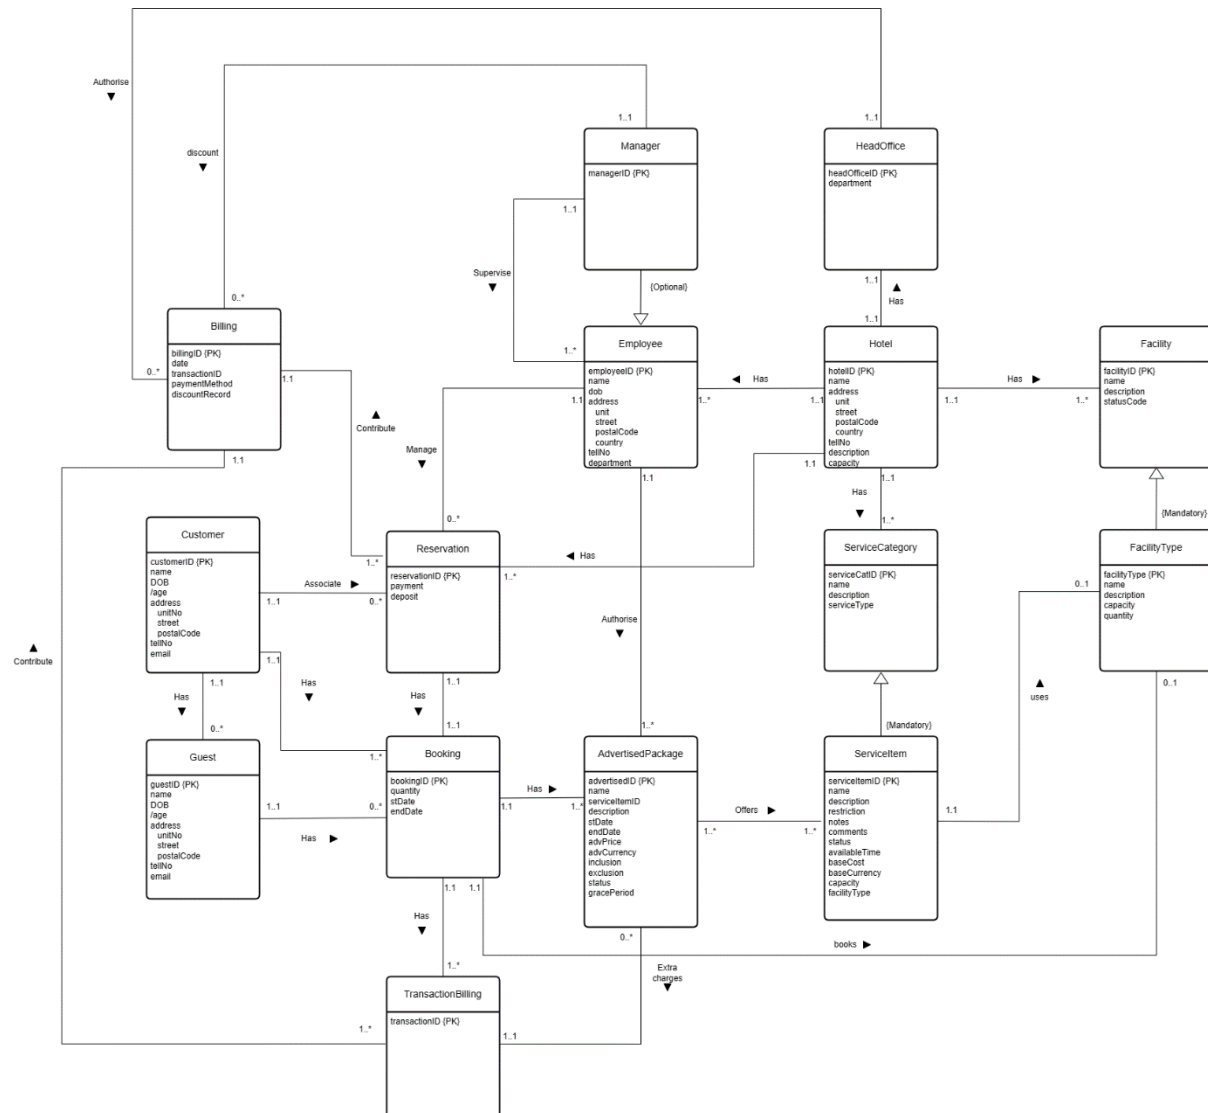 Authorise
▼
discount
▼
1..1
1..1
Manager
managerID {PK}
HeadOffice
headOfficeID {PK}
department
1..1
Supervise
▼
{Optional}
1..1
▲
Has
0..*
1..1
Billing
billingID {PK}
date
transactionID
paymentMethod
discountRecord
0..*
1.1
1.1
▲
Contribute
1..*
Employee
employeeID {PK}
name
dob
address
unit
street
postalCode
country
tellNo
department
1.1
1.1
◄ Has
1..*
1..1
Hotel
hotelID {PK}
name
address
unit
street
postalCode
country
tellNo
description
capacity
1.1
1..1
Has ►
1..1
1..*
Facility
facilityID {PK}
name
description
statusCode
Manage
▼
0..*
Has
▼
1..*
{Mandatory}
Customer
customerID {PK}
name
DOB
/age
address
unitNo
street
postalCode
tellNo
email
Associate ►
1..1
0..*
1..*
Reservation
reservationID {PK}
payment
deposit
1..*
◄ Has
ServiceCategory
serviceCatID {PK}
name
description
serviceType
FacilityType
facilityType {PK}
name
description
capacity
quantity
0..1
0..1
▲
Contribute
Authorise
▼
1..1
1..1
Has
▼
0..*
Has
▼
1..*
1..1
Has
▼
1..1
1..*
{Mandatory}
▲
uses
Guest
guestID {PK}
name
DOB
/age
address
unitNo
street
postalCode
tellNo
email
1..1
0..*
Has ►
Booking
bookingID {PK}
quantity
stDate
endDate
1.1
1.1
Has ►
1.1
1..*
AdvertisedPackage
advertisedID {PK}
name
serviceItemID
description
stDate
endDate
advPrice
advCurrency
inclusion
exclusion
status
gracePeriod
0..*
Offers ►
1..*
1..*
ServiceItem
serviceItemID {PK}
name
description
restriction
notes
comments
status
availableTime
baseCost
baseCurrency
capacity
facilityType
1.1
Has
▼
1..*
books ►
Extra
charges
▼
TransactionBilling
transactionID {PK}
1..*
1..1